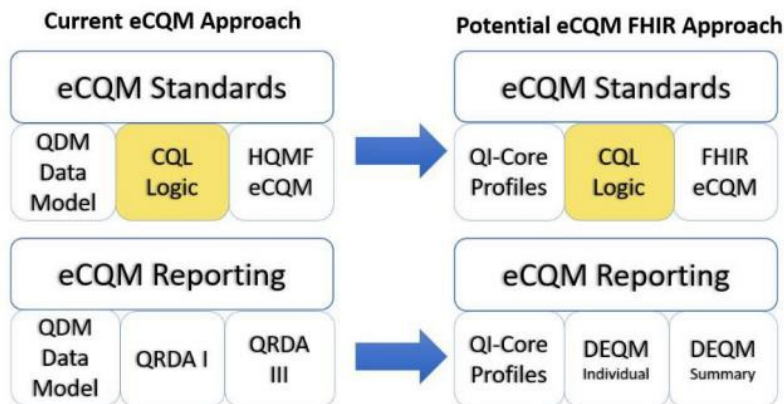 Current eCQM Approach
Potential eCQM FHIR Approach
eCQM Standards
QDM
Data
Model
CQL
Logic
HQMF
eCQM
eCQM Standards
QI-Core
Profiles
CQL
Logic
FHIR
eCQM
eCQM Reporting
QDM
Data
Model
QRDA I
QRDA
III
eCQM Reporting
QI-Core
Profiles
DEQM
Individual
DEQM
Summary